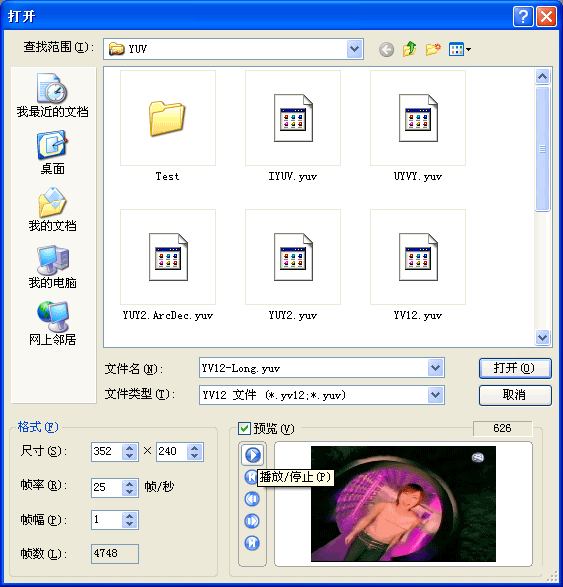 打开
查找范围(I):
YUV
我最近的文档
桌面
我的文档
我的电脑
网上邻居
Test
IYUV.yuv
UYVY.yuv
YUY2.ArcDec.yuv
YUY2.yuv
YV12.yuv
文件名(N):
YV12-Long.yuv
打开(O)
文件类型(T):
YV12 文件 (*.yv12;*.yuv)
取消
格式(F)
尺寸(S):
352
×
240
帧率(R):
25
帧/秒
帧幅(P):
1
帧数(L):
4748
预览(V)
626
播放/停止(P)